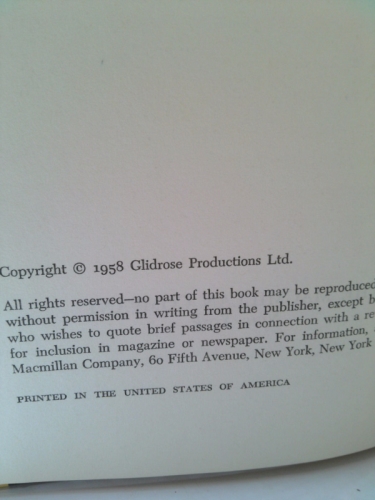 Copyright © 1958 Glidrose Productions Ltd.
All rights reserved—no part of this book may be reproduced
without permission in writing from the publisher, except b
who wishes to quote brief passages in connection with a re
for inclusion in magazine or newspaper. For information,
Macmillan Company, 60 Fifth Avenue, New York, New York
PRINTED IN THE UNITED STATES OF AMERICA